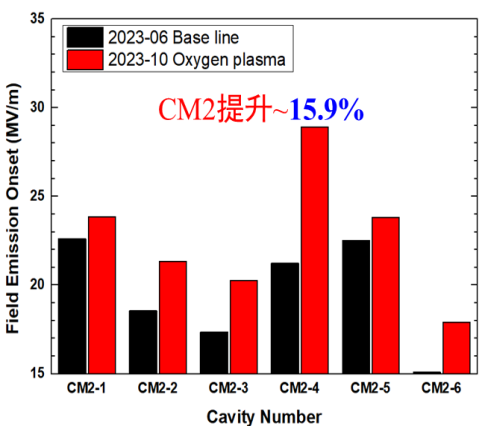 35
30
25
20
15
Field Emission Onset (MV/m)
2023-06 Base line
2023-10 Oxygen plasma
CM2提升~15.9%
CM2-1 CM2-2 CM2-3 CM2-4 CM2-5 CM2-6
Cavity Number